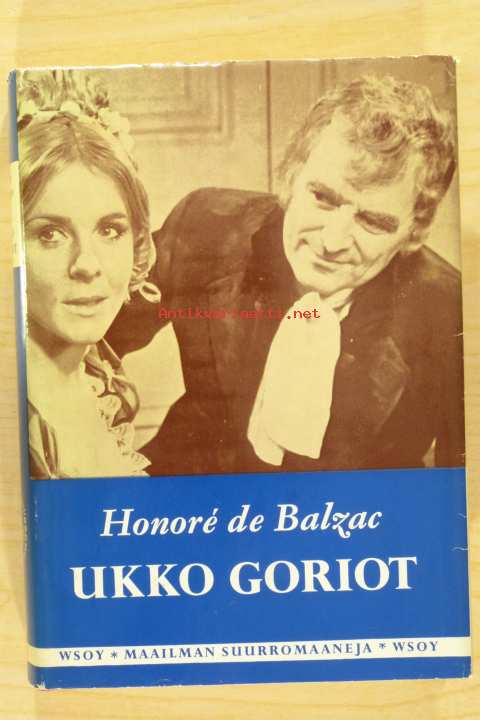 Antikvariaatti.net
Honoré de Balzac
UKKO GORIOT
WSOY * MAAILMAN SUURROMAANEJA * WSOY